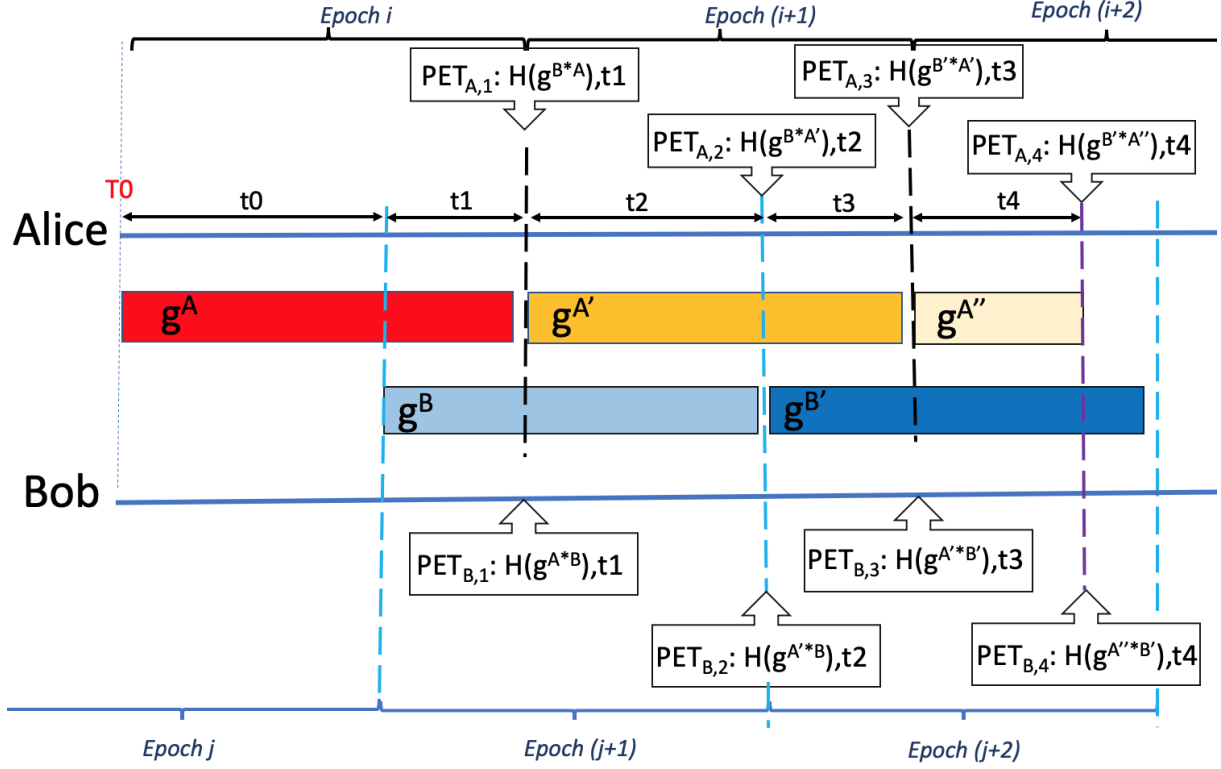 Epoch i
Epoch (i+1)
Epoch (i+2)
PET_A,1: H(g^B*A),t1
PET_A,3: H(g^B’*A’),t3
PET_A,2: H(g^B*A’),t2
PET_A,4: H(g^B’*A’’),t4
T0
t0
t1
t2
t3
t4
Alice
g^A
g^A’
g^A’’
g^B
g^B’
Bob
PET_B,1: H(g^A*B),t1
PET_B,3: H(g^A’*B’),t3
PET_B,2: H(g^A’*B),t2
PET_B,4: H(g^A’’*B’),t4
Epoch j
Epoch (j+1)
Epoch (j+2)